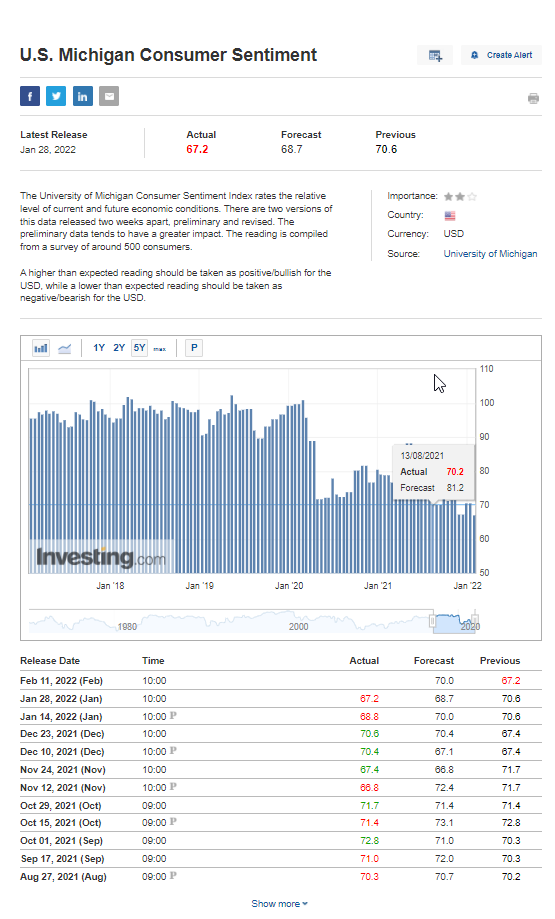 U.S. Michigan Consumer Sentiment
Create Alert
Latest Release Actual Forecast Previous
Jan 28, 2022 67.2 68.7 70.6
The University of Michigan Consumer Sentiment Index rates the relative
level of current and future economic conditions. There are two versions of
this data released two weeks apart, preliminary and revised. The
preliminary data tends to have a greater impact. The reading is compiled
from a survey of around 500 consumers.
A higher than expected reading should be taken as positive/bullish for the
USD, while a lower than expected reading should be taken as
negative/bearish for the USD.
Importance:
Country:
Currency: USD
Source: University of Michigan
1Y 2Y 5Y max P
110
100
90
80
70
60
50
13/08/2021
Actual 70.2
Forecast 81.2
Investing.com
Jan '18 Jan '19 Jan '20 Jan '21 Jan '22
1980 2000 2020
Release Date Time Actual Forecast Previous
Feb 11, 2022 (Feb) 10:00 70.0 67.2
Jan 28, 2022 (Jan) 10:00 67.2 68.7 70.6
Jan 14, 2022 (Jan) 10:00 P 68.8 70.0 70.6
Dec 23, 2021 (Dec) 10:00 70.6 70.4 67.4
Dec 10, 2021 (Dec) 10:00 P 70.4 67.1 67.4
Nov 24, 2021 (Nov) 10:00 67.4 66.8 71.7
Nov 12, 2021 (Nov) 10:00 P 66.8 72.4 71.7
Oct 29, 2021 (Oct) 09:00 71.7 71.4 71.4
Oct 15, 2021 (Oct) 09:00 P 71.4 73.1 72.8
Oct 01, 2021 (Sep) 09:00 72.8 71.0 70.3
Sep 17, 2021 (Sep) 09:00 71.0 72.0 70.3
Aug 27, 2021 (Aug) 09:00 P 70.3 70.7 70.2
Show more